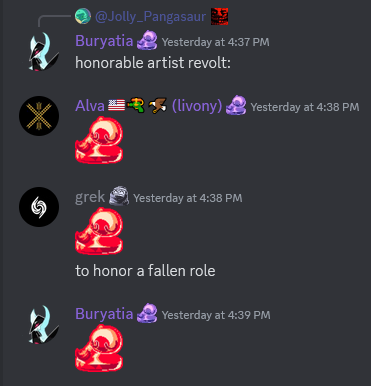 @Jolly_Pangasaur
Buryatia Yesterday at 4:37 PM
honorable artist revolt:
Alva (livony) Yesterday at 4:38 PM
grek Yesterday at 4:38 PM
to honor a fallen role
Buryatia Yesterday at 4:39 PM